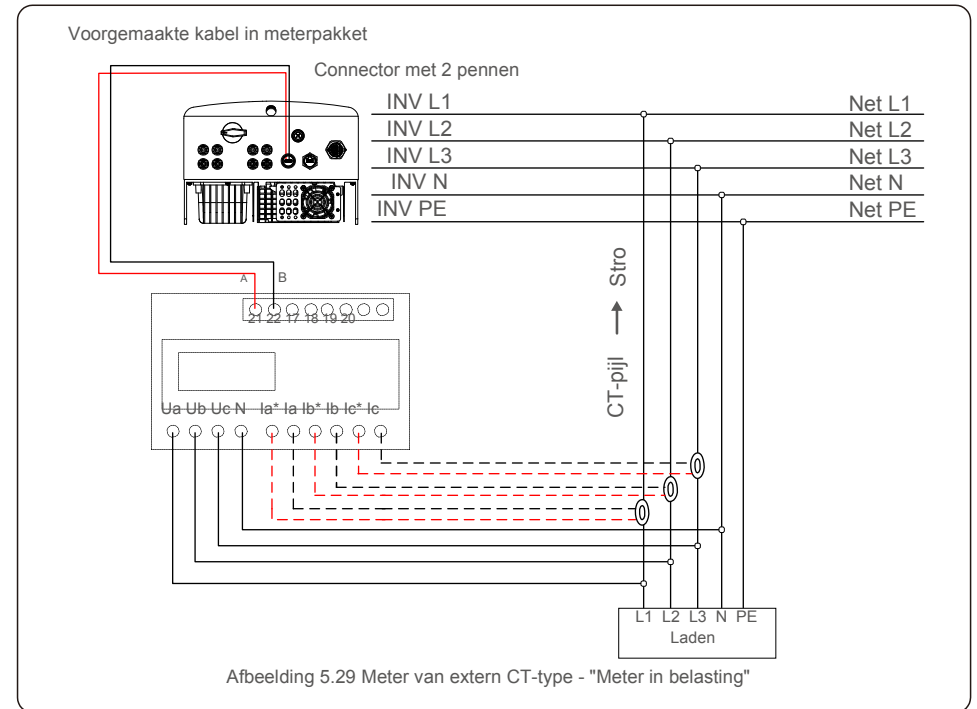 Voorgemaakte kabel in meterpakket
Connector met 2 pennen
INV L1
Net L1
INV L2
Net L2
INV L3
Net L3
INV N
Net N
INV PE
Net PE
CT-pijl
Stro
A
B
21 22 17 18 19 20
Ua Ub Uc N Ia* Ia Ib* Ib Ic* Ic
L1 L2 L3 N PE
Laden
Afbeelding 5.29 Meter van extern CT-type - "Meter in belasting"